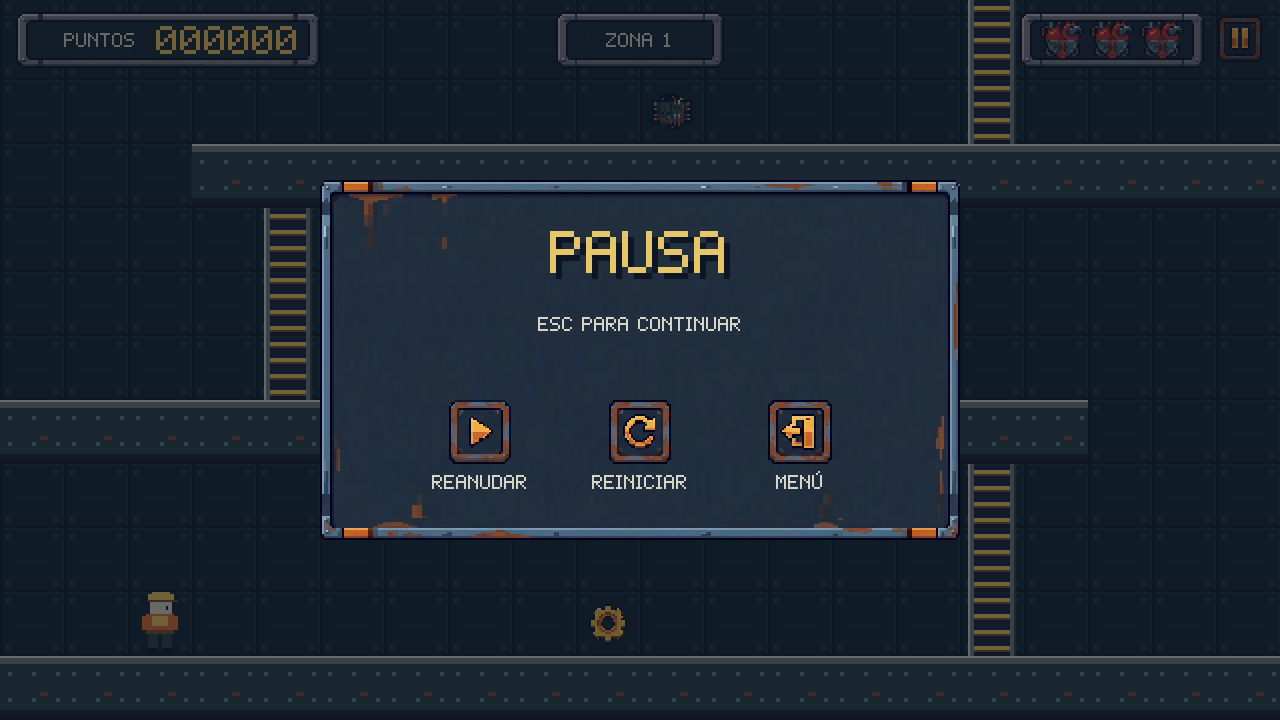 PUNTOS 000000
ZONA 1
PAUSA
ESC PARA CONTINUAR
REANUDAR
REINICIAR
MENÚ